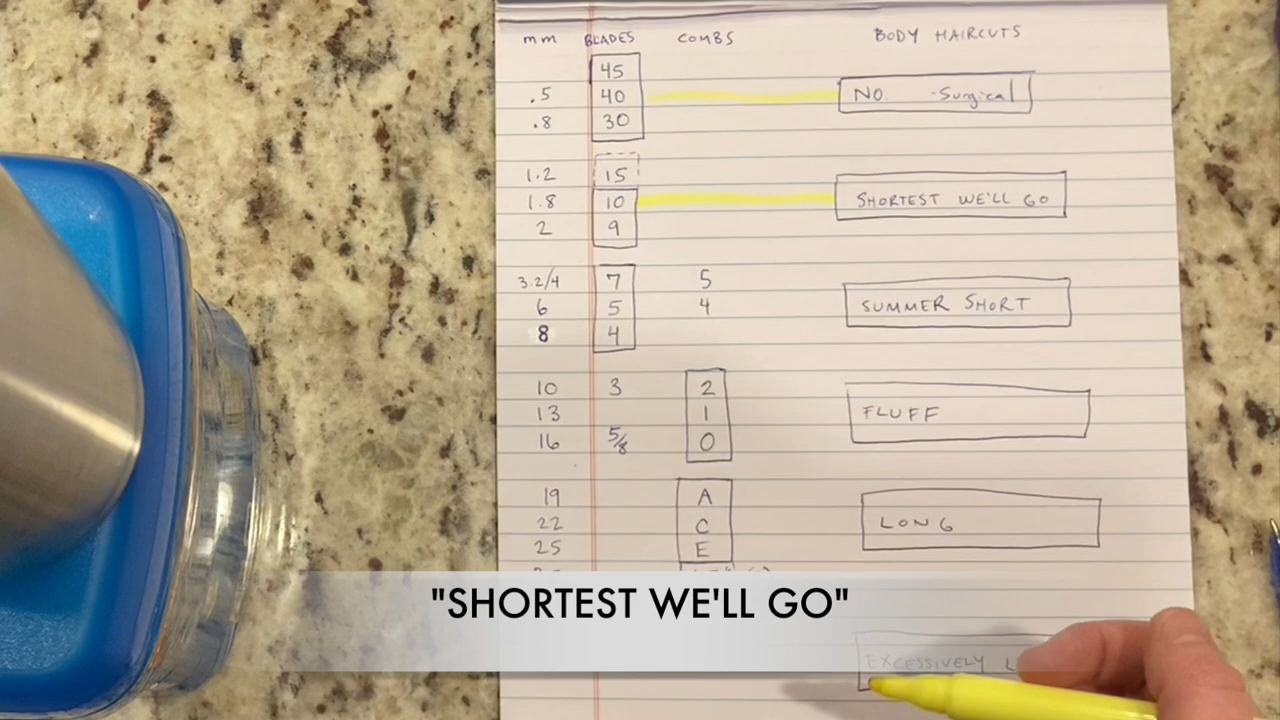 mm BLADES COMBS BODY HAIRCUTS
45
.5 40 NO. -Surgical
.8 30
1.2 15
1.8 10 SHORTEST WE'LL GO
2 9
3.2/4 7 5
6 5 4 SUMMER SHORT
8 4
10 3 2
13 1 FLUFF
16 5/8 0
19 A
22 C LONG
25 E
"SHORTEST WE'LL GO"
EXCESSIVELY